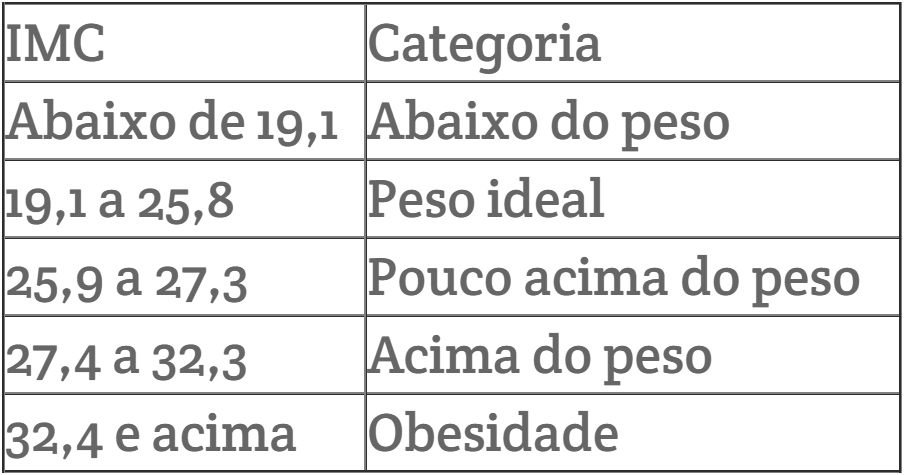 IMC Categoria
Abaixo de 19,1 Abaixo do peso
19,1 a 25,8 Peso ideal
25,9 a 27,3 Pouco acima do peso
27,4 a 32,3 Acima do peso
32,4 e acima Obesidade